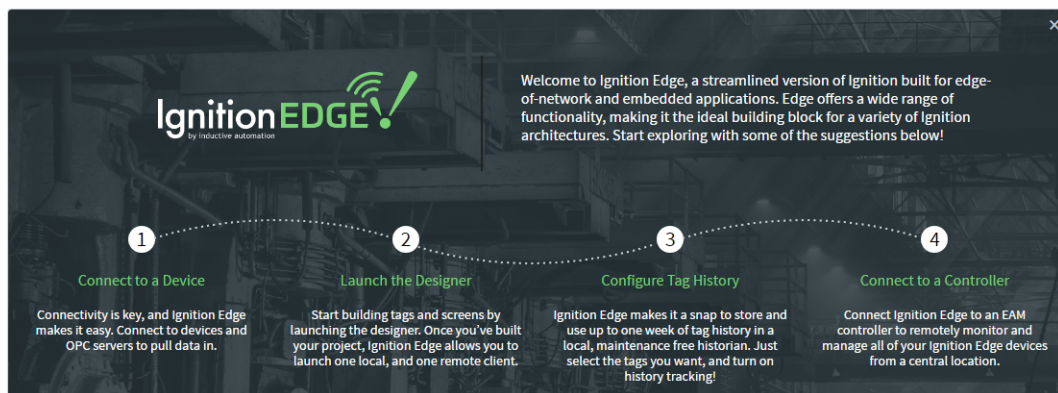 Ignition EDGE!
by inductive automation
Welcome to Ignition Edge, a streamlined version of Ignition built for edge-
of-network and embedded applications. Edge offers a wide range of
functionality, making it the ideal building block for a variety of Ignition
architectures. Start exploring with some of the suggestions below!
1
Connect to a Device
Connectivity is key, and Ignition Edge
makes it easy. Connect to devices and
OPC servers to pull data in.
2
Launch the Designer
Start building tags and screens by
launching the designer. Once you've built
your project, Ignition Edge allows you to
launch one local, and one remote client.
3
Configure Tag History
Ignition Edge makes it a snap to store and
use up to one week of tag history in a
local, maintenance free historian. Just
select the tags you want, and turn on
history tracking!
4
Connect to a Controller
Connect Ignition Edge to an EAM
controller to remotely monitor and
manage all of your Ignition Edge devices
from a central location.